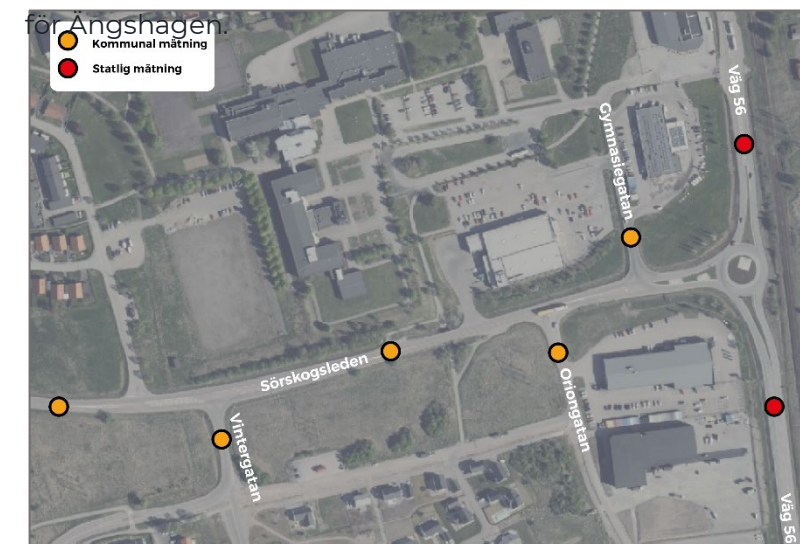 för Ängshagen.
Kommunal mätning
Statlig mätning
Väg 56
Gymnasiegatan
Sörskogsleden
Oriongatan
Vintergatan
Väg 56